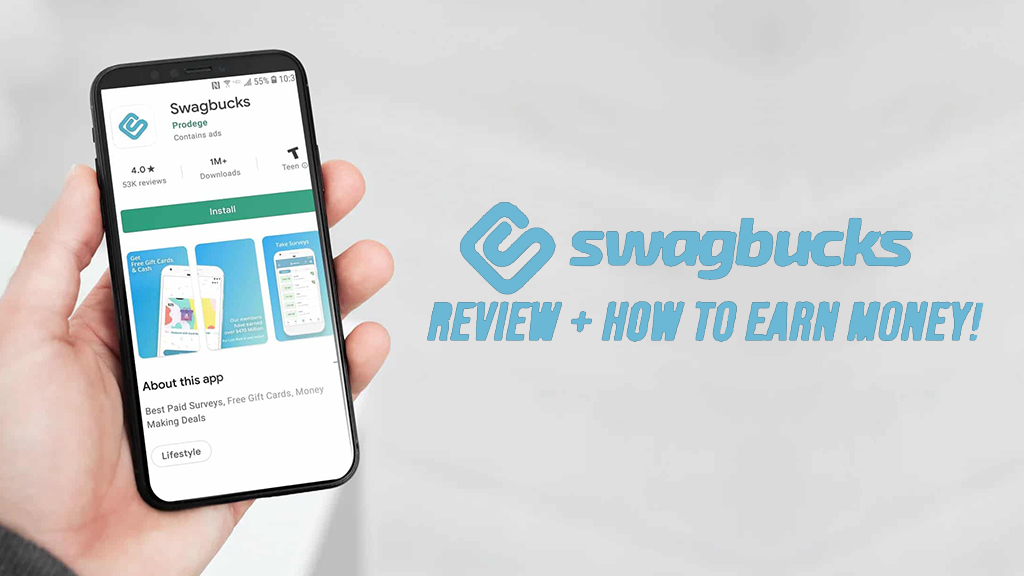 55% 10:3
Swagbucks
Prodege
Contains ads
4.0★
53K reviews
1M+
Downloads
T
Teen
Install
Get
Free Gift Cards
& Cash
Our members
have earned
over $470 Million
Take Surveys
About this app
Best Paid Surveys, Free Gift Cards, Money
Making Deals
Lifestyle
swagbucks
REVIEW + HOW TO EARN MONEY!